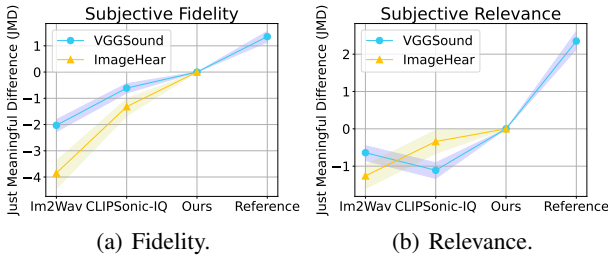 Subjective Fidelity
Just Meaningful Difference (JMD)
1
0
−1
−2
−3
−4
VGGSound
ImageHear
Im2Wav CLIPSonic-IQ Ours Reference
(a) Fidelity.
Subjective Relevance
Just Meaningful Difference (JMD)
2
1
0
−1
VGGSound
ImageHear
Im2Wav CLIPSonic-IQ Ours Reference
(b) Relevance.